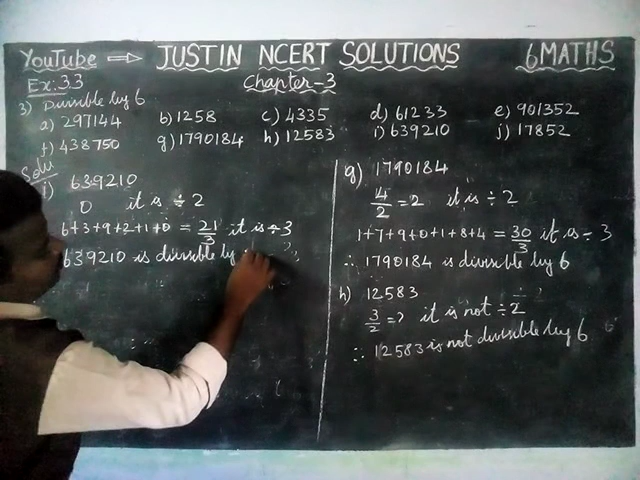 YouTube ⇒ JUSTIN NCERT SOLUTIONS 6 MATHS
Ex: 3.3 Chapter-3
3) Divisible by 6
a) 297144 b) 1258 c) 4335 d) 61233 e) 901352
f) 438750 g) 1790184 h) 12583 i) 639210 j) 17852
Solu
i) 639210
0 it is ÷ 2
6+3+9+2+1+0 = 21/3 it is ÷ 3
639210 is divisible by
g) 1790184
4/2 = 2 it is ÷ 2
1+7+9+0+1+8+4 = 30/3 it is ÷ 3
∴ 1790184 is divisible by 6
h) 12583
3/2 => it is not ÷ 2
∴ 12583 is not divisible by 6